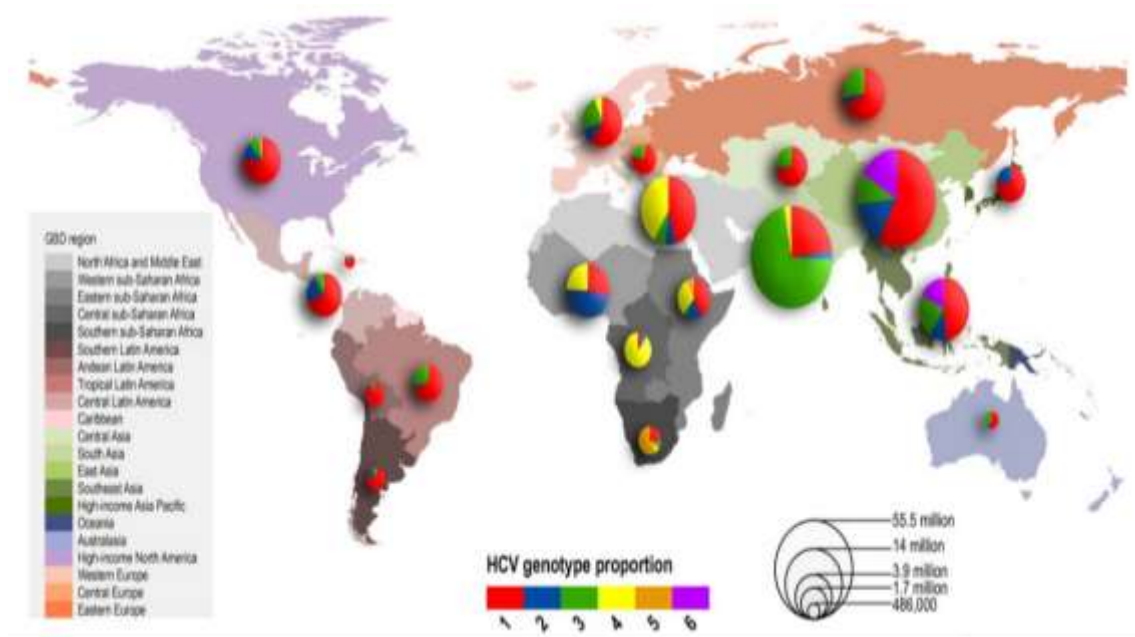 GBD region
North Africa and Middle East
Western sub-Saharan Africa
Eastern sub-Saharan Africa
Central sub-Saharan Africa
Southern sub-Saharan Africa
Southern Latin America
Andean Latin America
Tropical Latin America
Central Latin America
Caribbean
Central Asia
South Asia
East Asia
Southeast Asia
High-income Asia Pacific
Oceania
Australasia
High-income North America
Western Europe
Central Europe
Eastern Europe
HCV genotype proportion
1 2 3 4 5 6
55.5 million
14 million
3.9 million
1.7 million
486,000